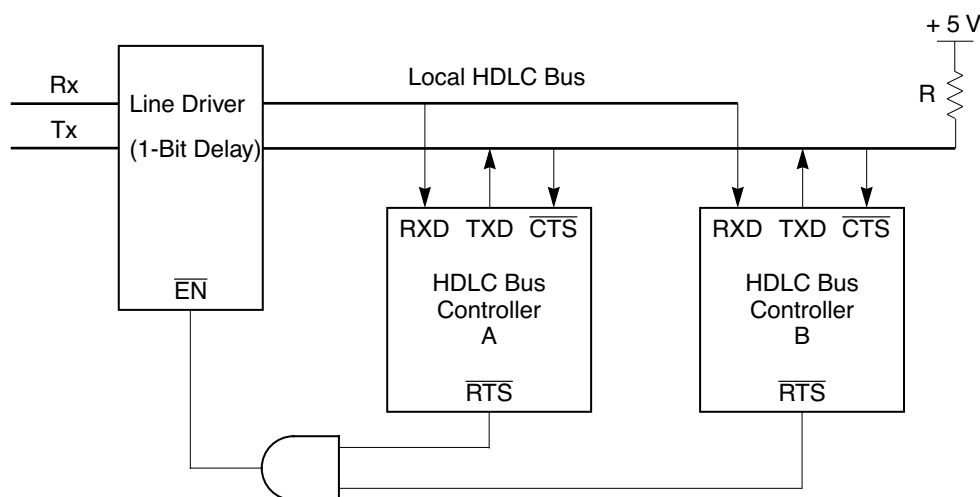 + 5 V
Rx
Local HDLC Bus
R
Line Driver
Tx
(1-Bit Delay)
RXD TXD CTS
RXD TXD CTS
EN
HDLC Bus
Controller
A
HDLC Bus
Controller
B
RTS
RTS